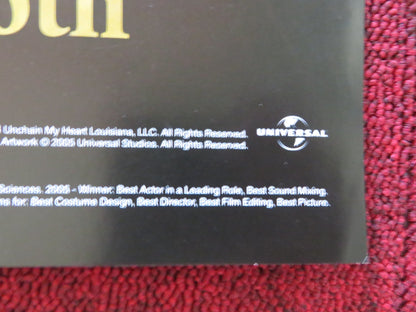 oth
Unchain My Heart Louisiana, LLC. All Rights Reserved.
Artwork © 2005 Universal Studios. All Rights Reserved.
UNIVERSAL
Sciences. 2005 - Winner: Best Actor in a Leading Role, Best Sound Mixing.
ns for: Best Costume Design, Best Director, Best Film Editing, Best Picture.